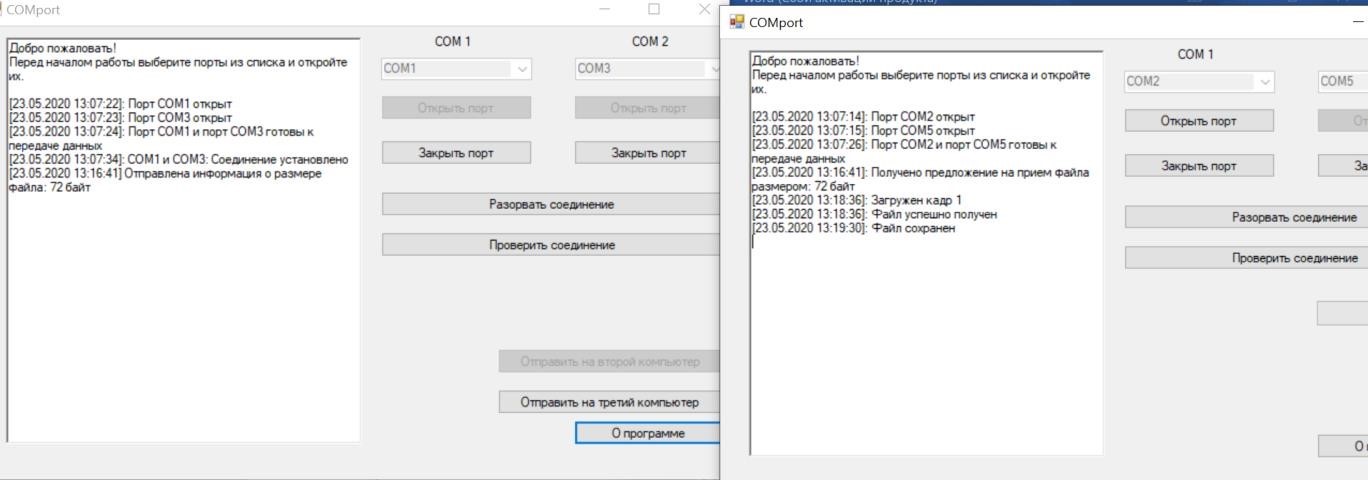 COMport
Добро пожаловать!
Перед началом работы выберите порты из списка и откройте
их.
[23.05.2020 13:07:22]: Порт COM1 открыт
[23.05.2020 13:07:23]: Порт COM3 открыт
[23.05.2020 13:07:24]: Порт COM1 и порт COM3 готовы к
передаче данных
[23.05.2020 13:07:34]: COM1 и COM3: Соединение установлено
[23.05.2020 13:16:41] Отправлена информация о размере
файла: 72 байт
COM 1
COM 2
COM1
COM3
Открыть порт
Открыть порт
Закрыть порт
Закрыть порт
Разорвать соединение
Проверить соединение
Отправить на второй компьютер
Отправить на третий компьютер
О программе
COMport
Добро пожаловать!
Перед началом работы выберите порты из списка и откройте
их.
[23.05.2020 13:07:14]: Порт COM2 открыт
[23.05.2020 13:07:15]: Порт COM5 открыт
[23.05.2020 13:07:26]: Порт COM2 и порт COM5 готовы к
передаче данных
[23.05.2020 13:16:41]: Получено предложение на прием файла
размером: 72 байт
[23.05.2020 13:18:36]: Загружен кадр 1
[23.05.2020 13:18:36]: Файл успешно получен
[23.05.2020 13:19:30]: Файл сохранен
COM 1
COM2
COM5
Открыть порт
От
Закрыть порт
За
Разорвать соединение
Проверить соединение
О